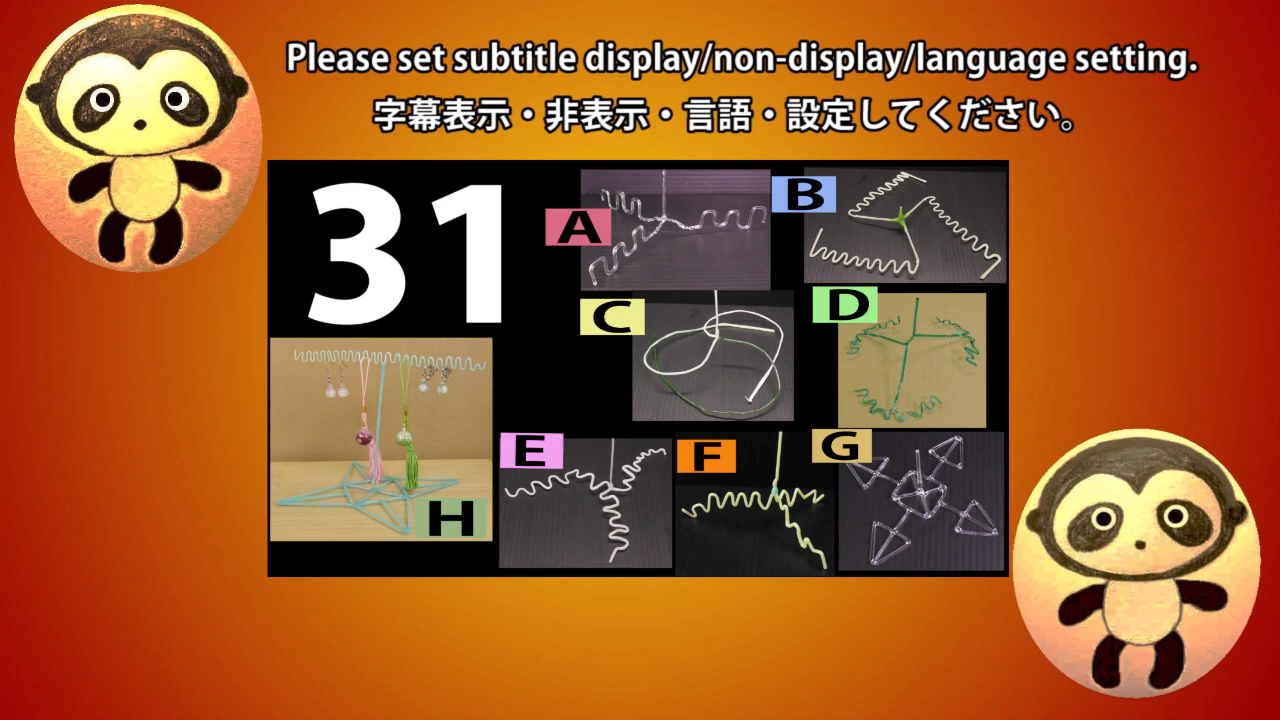 Please set subtitle display/non-display/language setting.
字幕表示・非表示・言語・設定してください。
31
A
B
C
D
E
F
G
H